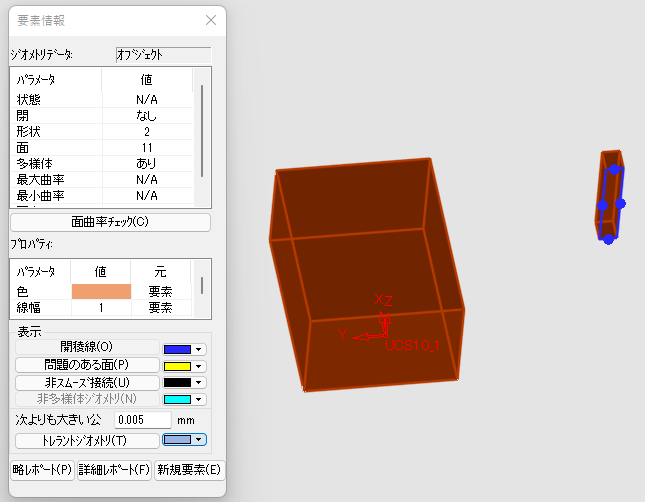 要素情報
ジオメトリデータ: オブジェクト
パラメータ 値
状態 N/A
閉 なし
形状 2
面 11
多様体 あり
最大曲率 N/A
最小曲率 N/A
面曲率チェック(C)
プロパティ:
パラメータ 値 元
色 要素
線幅 1 要素
表示
開稜線(O)
問題のある面(P)
非スムーズ接続(U)
非多様体ジオメトリ(N)
次よりも大きい公 0.005 mm
トレラントジオメトリ(T)
略レポート(P) 詳細レポート(F) 新規要素(E)
X Z
Y
UCS10_1